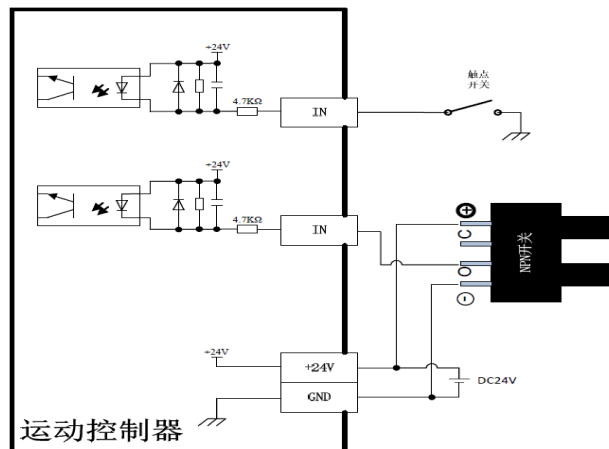 +24V
触点
开关
4.7KΩ
IN
+24V
4.7KΩ
IN
+
C
O
-
NPN开关
+24V
+24V
GND
DC24V
运动控制器